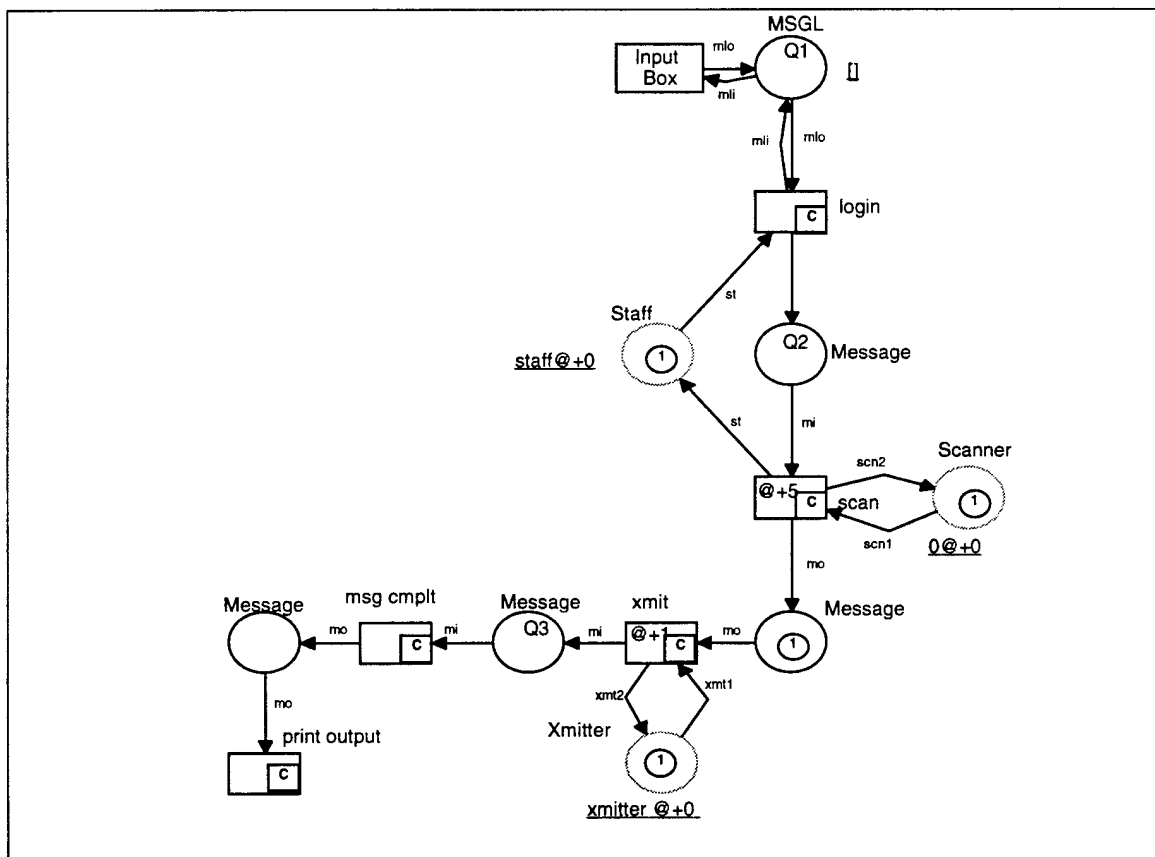 MSGL
Input
Box
mlo
mli
Q1
[]
mli
mlo
C
login
st
Staff
1
staff@+0
Q2
Message
st
mi
Scanner
@+5
C
scan
scn2
1
scn1
0@+0
mo
Message
msg cmplt
Message
xmit
Message
mo
C
mi
Q3
mi
@+1
C
mo
1
mo
xmt2
xmt1
print output
Xmitter
C
1
xmitter @+0